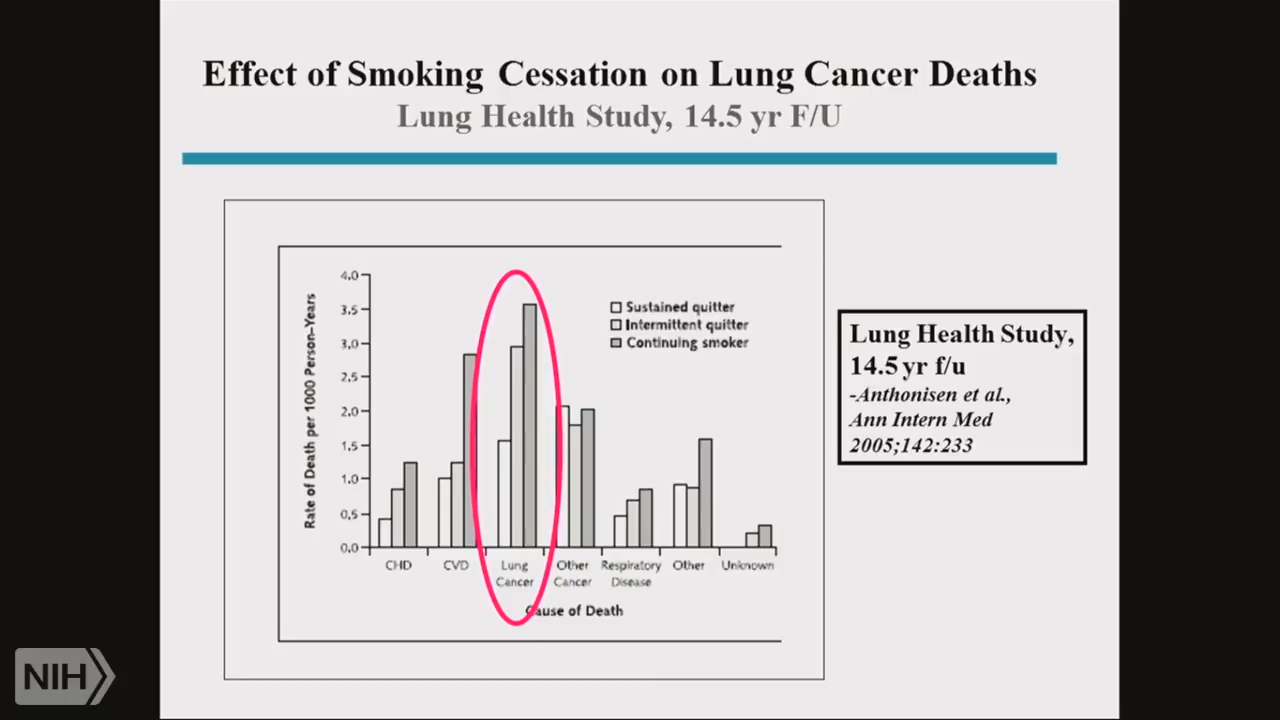 Effect of Smoking Cessation on Lung Cancer Deaths
Lung Health Study, 14.5 yr F/U
4.0
3.5
3.0
2.5
2.0
1.5
1.0
0.5
0.0
Rate of Death per 1000 Person–Years
Sustained quitter
Intermittent quitter
Continuing smoker
CHD
CVD
Lung
Cancer
Other
Cancer
Respiratory
Disease
Other
Unknown
Cause of Death
Lung Health Study,
14.5 yr f/u
-Anthonisen et al.,
Ann Intern Med
2005;142:233
NIH